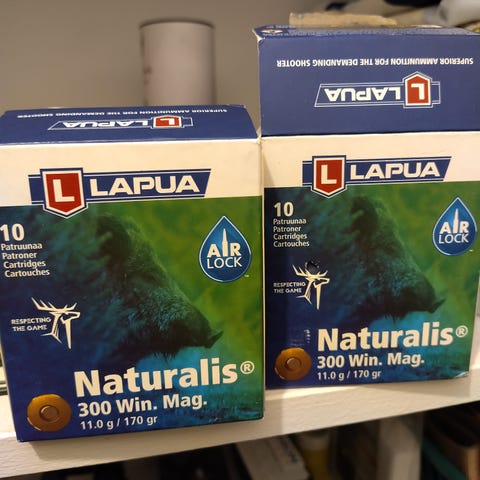 SUPERIOR AMMUNITION FOR THE DEMANDING SHOOTER
LAPUA
L LAPUA
10
Patruunaa
Patroner
Cartridges
Cartouches
AIR
LOCK
RESPECTING
THE GAME
Naturalis®
300 Win. Mag.
11.0 g / 170 gr
SUPERIOR AMMUNITION FOR THE DEMANDING SHOOTER
LAPUA L
L LAPUA
10
Patruunaa
Patroner
Cartridges
Cartouches
AIR
LOCK
RESPECTING
THE GAME
Naturalis®
300 Win. Mag.
11.0 g / 170 gr